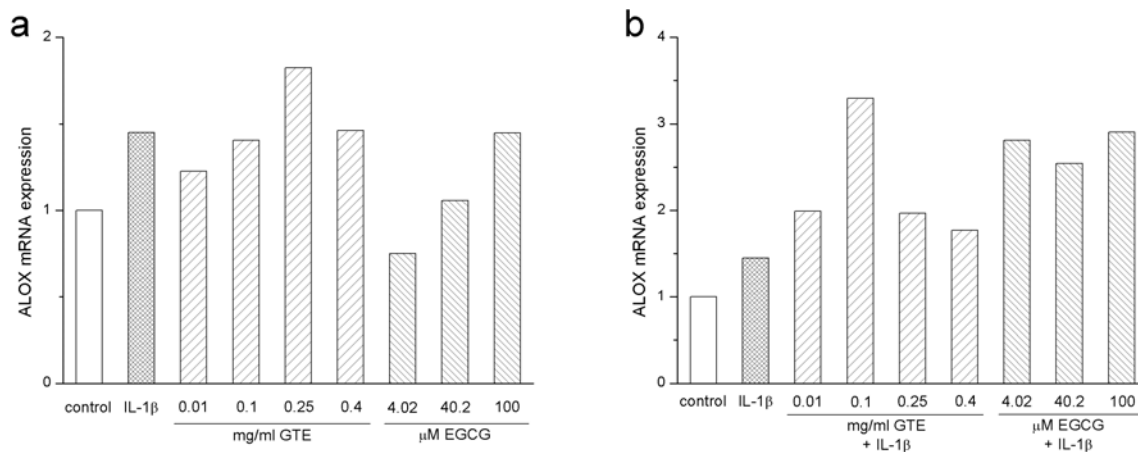 a
2
1
0
ALOX mRNA expression
control IL-1β 0.01 0.1 0.25 0.4 4.02 40.2 100
mg/ml GTE μM EGCG
b
4
3
2
1
0
ALOX mRNA expression
control IL-1β 0.01 0.1 0.25 0.4 4.02 40.2 100
mg/ml GTE μM EGCG
+ IL-1β + IL-1β